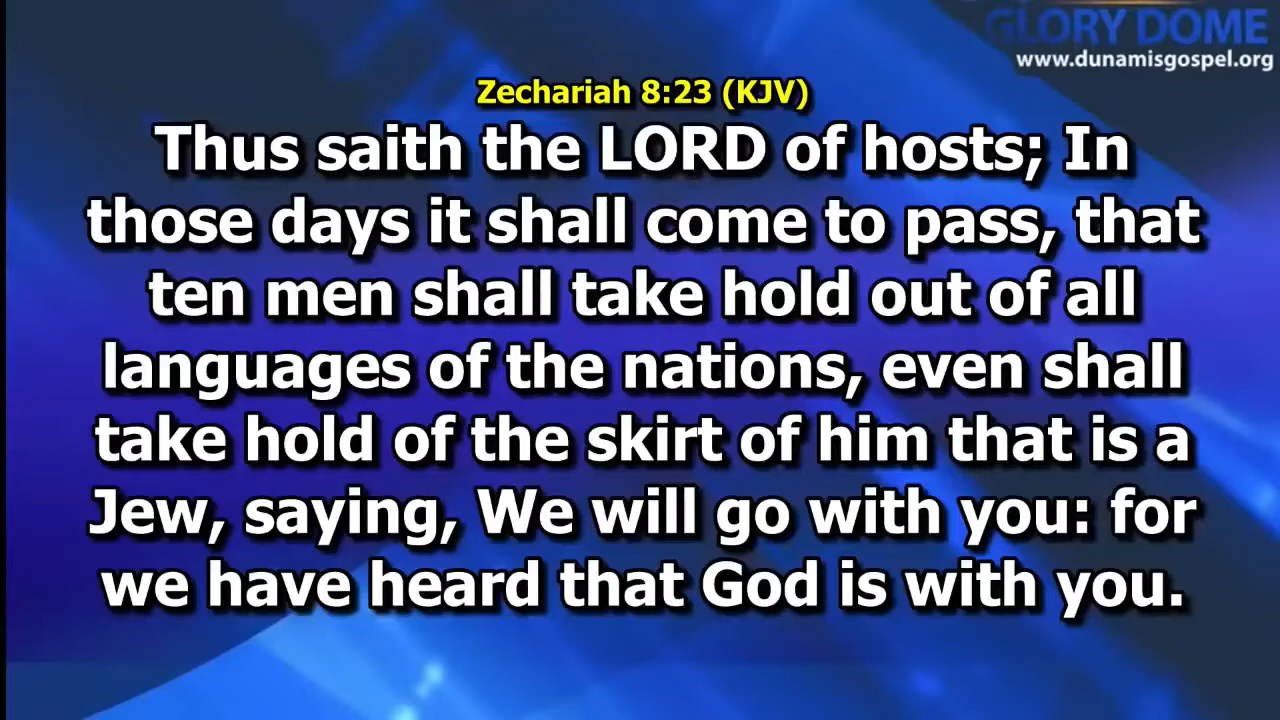 GLORY DOME
www.dunamisgospel.org
Zechariah 8:23 (KJV)
Thus saith the LORD of hosts; In
those days it shall come to pass, that
ten men shall take hold out of all
languages of the nations, even shall
take hold of the skirt of him that is a
Jew, saying, We will go with you: for
we have heard that God is with you.